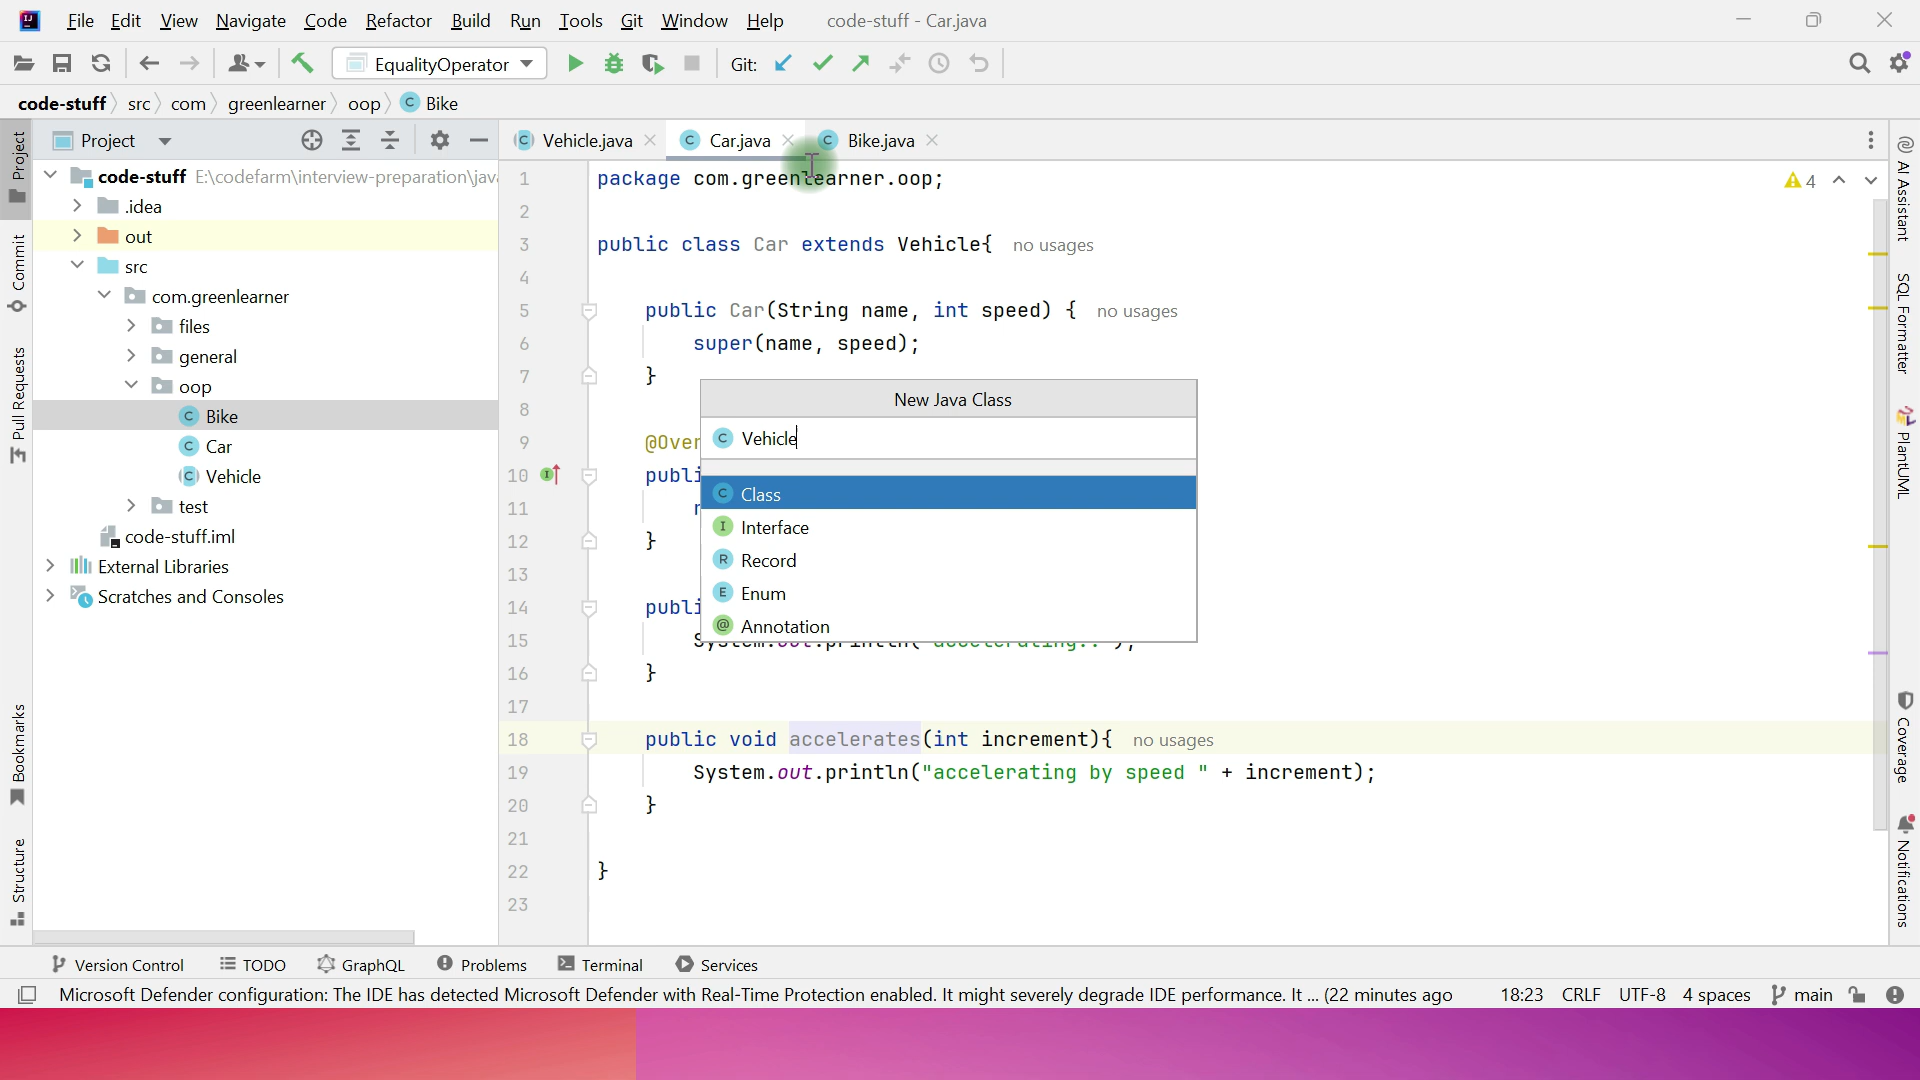 File Edit View Navigate Code Refactor Build Run Tools Git Window Help code-stuff - Car.java
EqualityOperator Git:
code-stuff src com greenlearner oop Bike
Project
Vehicle.java Car.java Bike.java
code-stuff E:\codefarm\interview-preparation\java
.idea
out
src
com.greenlearner
files
general
oop
Bike
Car
Vehicle
test
code-stuff.iml
External Libraries
Scratches and Consoles
Project
Commit
Pull Requests
Bookmarks
Structure
1 package com.greenlearner.oop;
2
3 public class Car extends Vehicle{ no usages
4
5 public Car(String name, int speed) { no usages
6 super(name, speed);
7 }
8
9 @Over
10 publi
11
12 }
13
14 publi
15 System.out.println("accelerating.. ");
16 }
17
18 public void accelerates(int increment){ no usages
19 System.out.println("accelerating by speed " + increment);
20 }
21
22 }
23
4
New Java Class
Vehicle
Class
Interface
Record
Enum
Annotation
AI Assistant
SQL Formatter
PlantUML
Coverage
Notifications
Version Control TODO GraphQL Problems Terminal Services
Microsoft Defender configuration: The IDE has detected Microsoft Defender with Real-Time Protection enabled. It might severely degrade IDE performance. It ... (22 minutes ago 18:23 CRLF UTF-8 4 spaces main